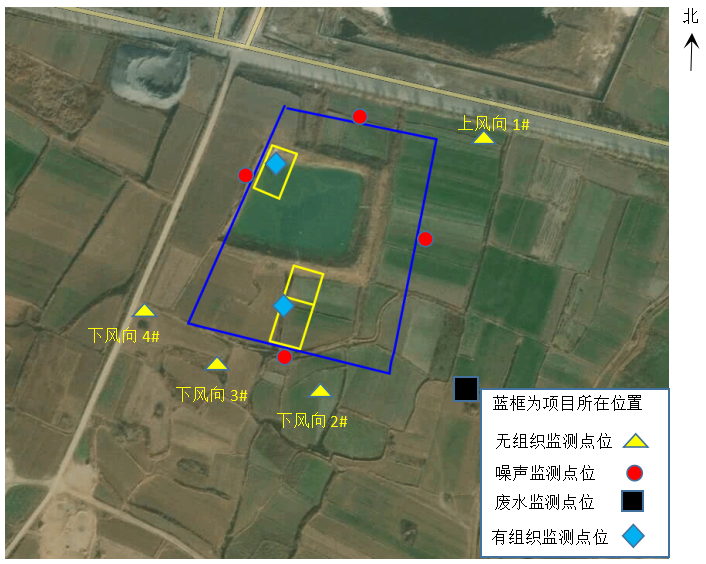 北
上风向 1#
下风向 4#
下风向 3#
下风向 2#
蓝框为项目所在位置
无组织监测点位
噪声监测点位
废水监测点位
有组织监测点位